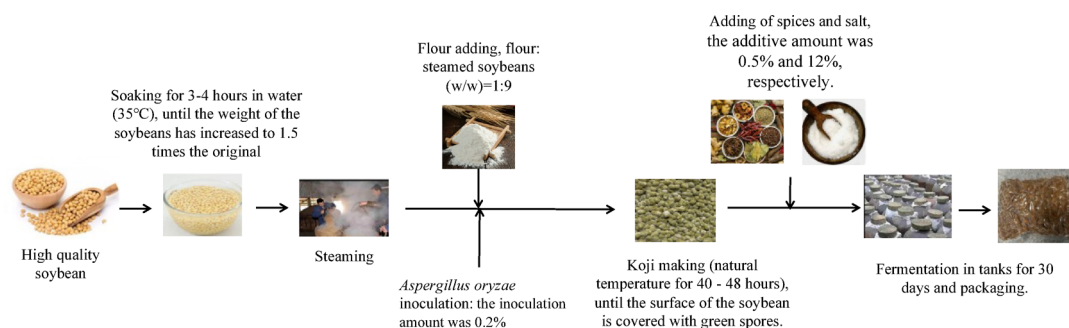 High quality
soybean
Soaking for 3-4 hours in water
(35℃), until the weight of the
soybeans has increased to 1.5
times the original
Steaming
Flour adding, flour:
steamed soybeans
(w/w)=1:9
Aspergillus oryzae
inoculation: the inoculation
amount was 0.2%
Koji making (natural
temperature for 40 - 48 hours),
until the surface of the soybean
is covered with green spores.
Adding of spices and salt,
the additive amount was
0.5% and 12%,
respectively.
Fermentation in tanks for 30
days and packaging.